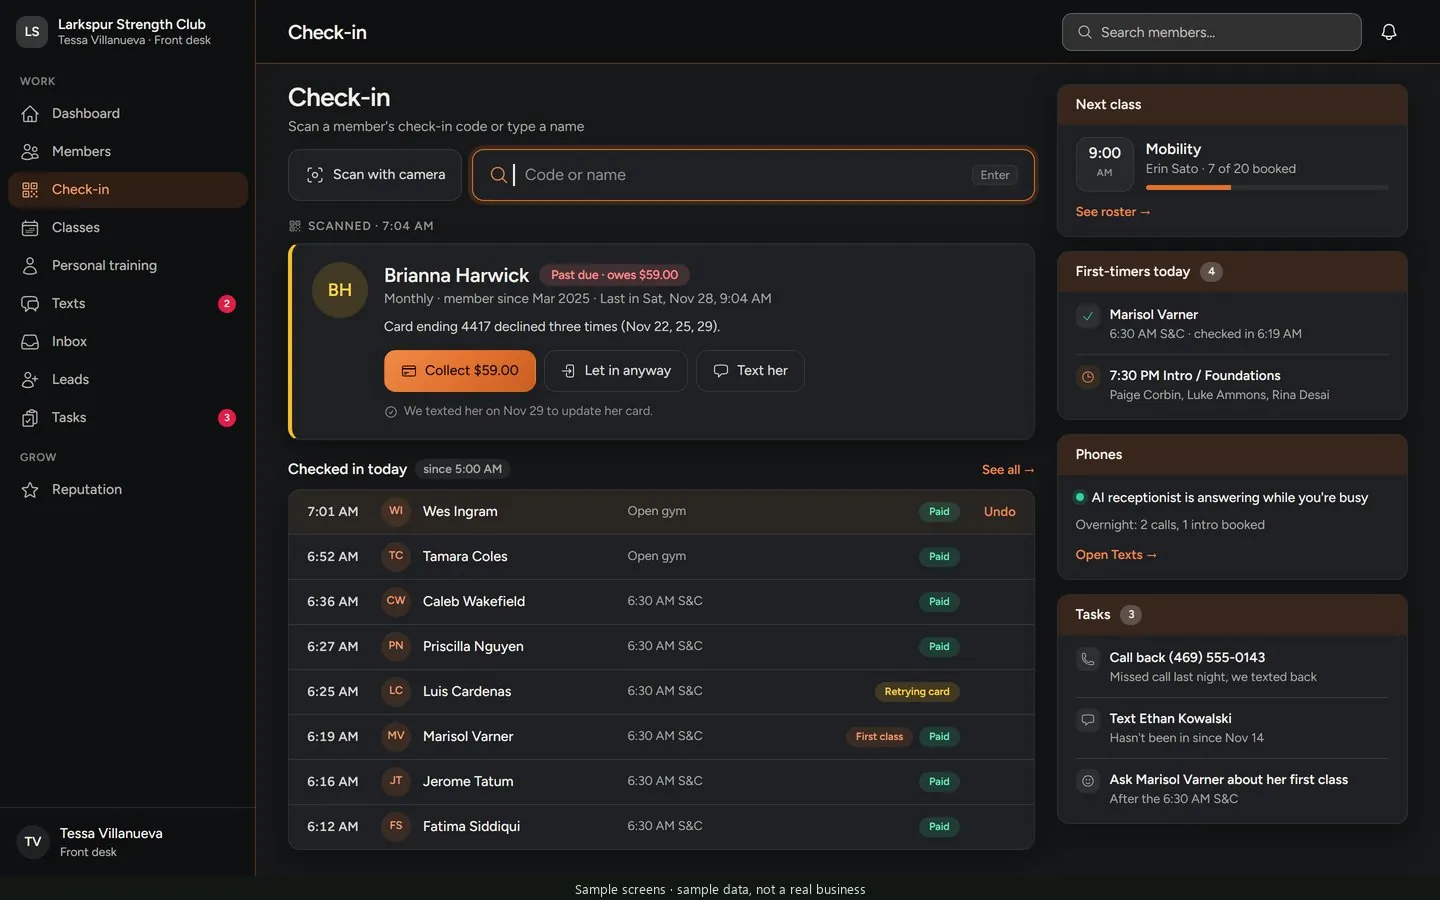 LS
Larkspur Strength Club
Tessa Villanueva · Front desk
WORK
Dashboard
Members
Check-in
Classes
Personal training
Texts 2
Inbox
Leads
Tasks 3
GROW
Reputation
TV
Tessa Villanueva
Front desk
Check-in
Search members...
Check-in
Scan a member's check-in code or type a name
Scan with camera
Code or name
Enter
SCANNED · 7:04 AM
BH
Brianna Harwick
Past due · owes $59.00
Monthly · member since Mar 2025 · Last in Sat, Nov 28, 9:04 AM
Card ending 4417 declined three times (Nov 22, 25, 29).
Collect $59.00
Let in anyway
Text her
We texted her on Nov 29 to update her card.
Checked in today
since 5:00 AM
See all →
7:01 AM WI Wes Ingram Open gym Paid Undo
6:52 AM TC Tamara Coles Open gym Paid
6:36 AM CW Caleb Wakefield 6:30 AM S&C Paid
6:27 AM PN Priscilla Nguyen 6:30 AM S&C Paid
6:25 AM LC Luis Cardenas 6:30 AM S&C Retrying card
6:19 AM MV Marisol Varner 6:30 AM S&C First class Paid
6:16 AM JT Jerome Tatum 6:30 AM S&C Paid
6:12 AM FS Fatima Siddiqui 6:30 AM S&C Paid
Next class
9:00
AM
Mobility
Erin Sato · 7 of 20 booked
See roster →
First-timers today 4
Marisol Varner
6:30 AM S&C · checked in 6:19 AM
7:30 PM Intro / Foundations
Paige Corbin, Luke Ammons, Rina Desai
Phones
AI receptionist is answering while you're busy
Overnight: 2 calls, 1 intro booked
Open Texts →
Tasks 3
Call back (469) 555-0143
Missed call last night, we texted back
Text Ethan Kowalski
Hasn't been in since Nov 14
Ask Marisol Varner about her first class
After the 6:30 AM S&C
Sample screens · sample data, not a real business